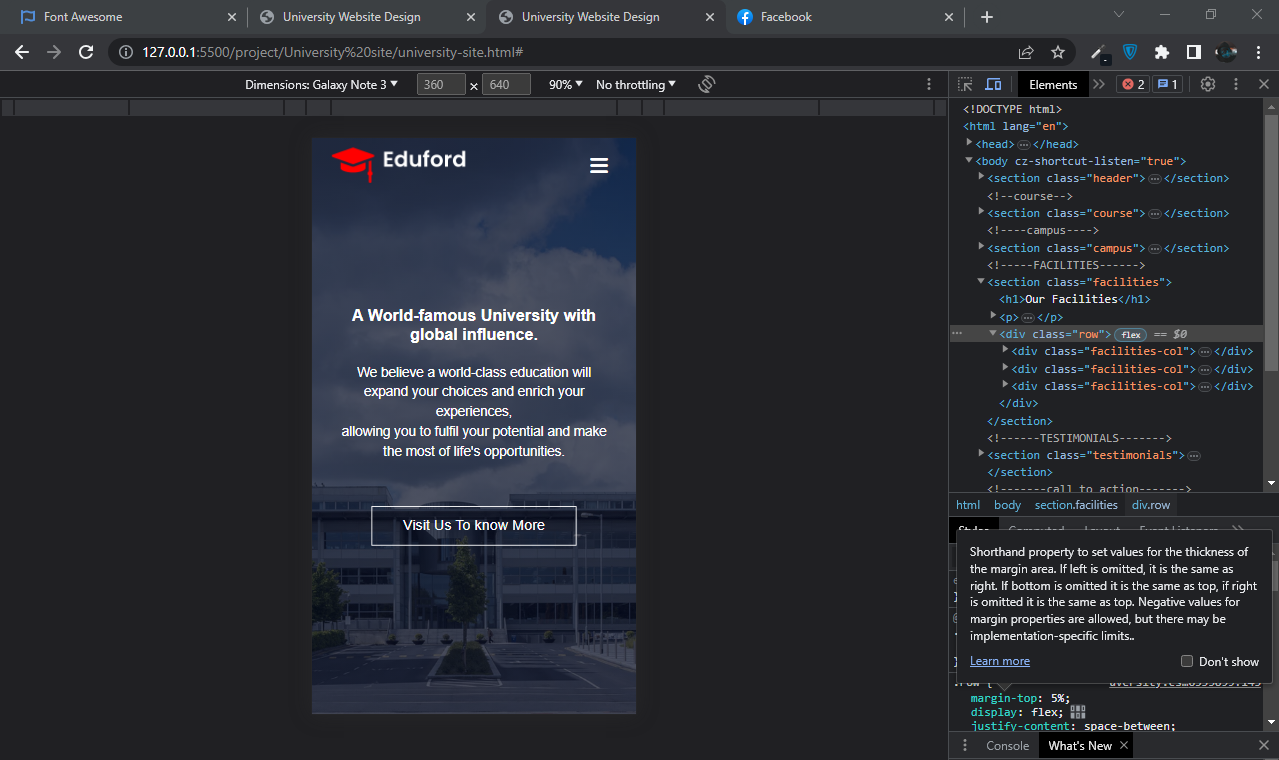 Font Awesome
University Website Design
University Website Design
Facebook
127.0.0.1:5500/project/University%20site/university-site.html#
Dimensions: Galaxy Note 3
360 x 640
90%
No throttling
Elements
2
1
Eduford
A World-famous University with
global influence.
We believe a world-class education will
expand your choices and enrich your
experiences,
allowing you to fulfil your potential and make
the most of life's opportunities.
Visit Us To know More
<!DOCTYPE html>
<html lang="en">
<head>…</head>
<body cz-shortcut-listen="true">
<section class="header">…</section>
<!--course-->
<section class="course">…</section>
<!----campus---->
<section class="campus">…</section>
<!-----FACILITIES------>
<section class="facilities">
<h1>Our Facilities</h1>
<p>…</p>
<div class="row"> flex == $0
<div class="facilities-col">…</div>
<div class="facilities-col">…</div>
<div class="facilities-col">…</div>
</div>
</section>
<!------TESTIMONIALS------->
<section class="testimonials">…
</section>
<!-------call to action------->
html body section.facilities div.row
Styles Computed Layout Event Listeners
Shorthand property to set values for the thickness of
the margin area. If left is omitted, it is the same as
right. If bottom is omitted it is the same as top, if right
is omitted it is the same as top. Negative values for
margin properties are allowed, but there may be
implementation-specific limits..
Learn more
Don't show
.row {
margin-top: 5%;
display: flex;
justify-content: space-between;
Console
What's New